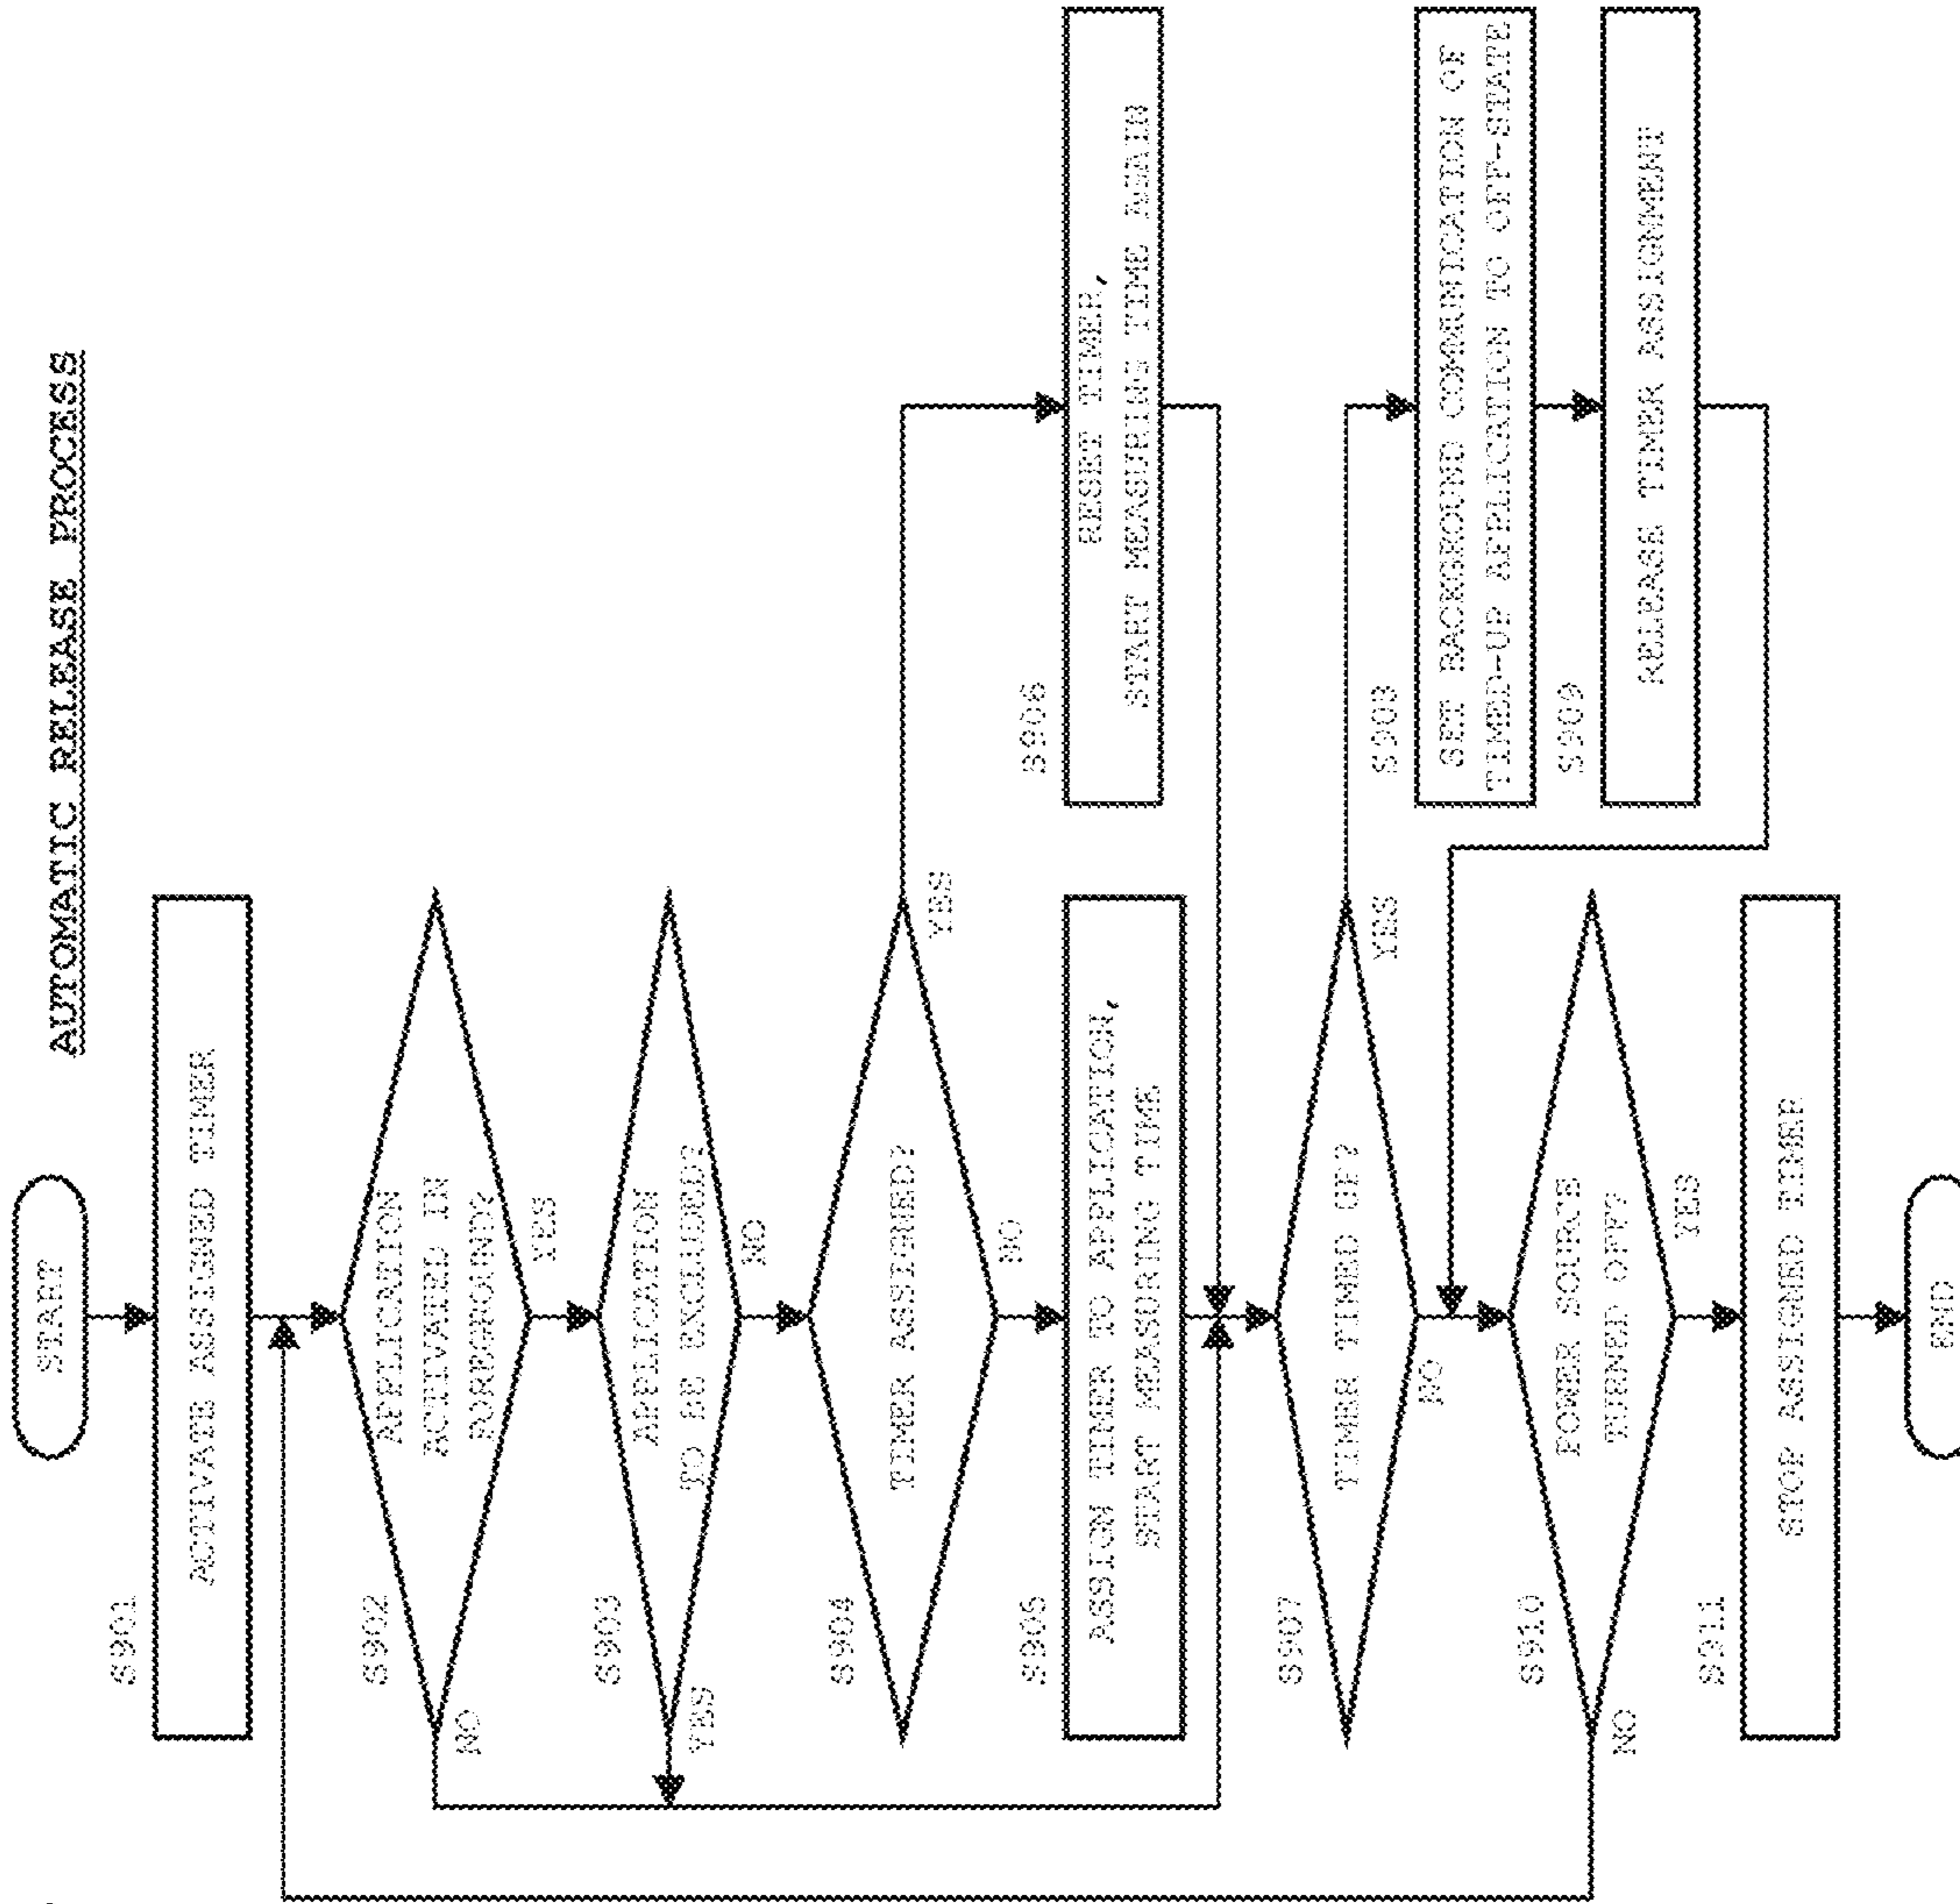 AUTOMATIC RELEASE PROCESS
START
S901
ACTIVATE ASSIGNED TIMER
S902
APPLICATION
ACTIVATED IN
FOREGROUND?
NO
YES
S903
APPLICATION
TO BE EXCLUDED?
YES
NO
S904
TIMER ASSIGNED?
YES
NO
S905
ASSIGN TIMER TO APPLICATION,
START MEASURING TIME
S906
RESET TIMER,
START MEASURING TIME AGAIN
S907
TIMER TIMED UP?
YES
NO
S908
SET BACKGROUND COMMUNICATION OF
TIMED-UP APPLICATION TO OFF-STATE
S909
RELEASE TIMER ASSIGNMENT
S910
POWER SOURCE
TURNED OFF?
NO
YES
S911
STOP ASSIGNED TIMER
END